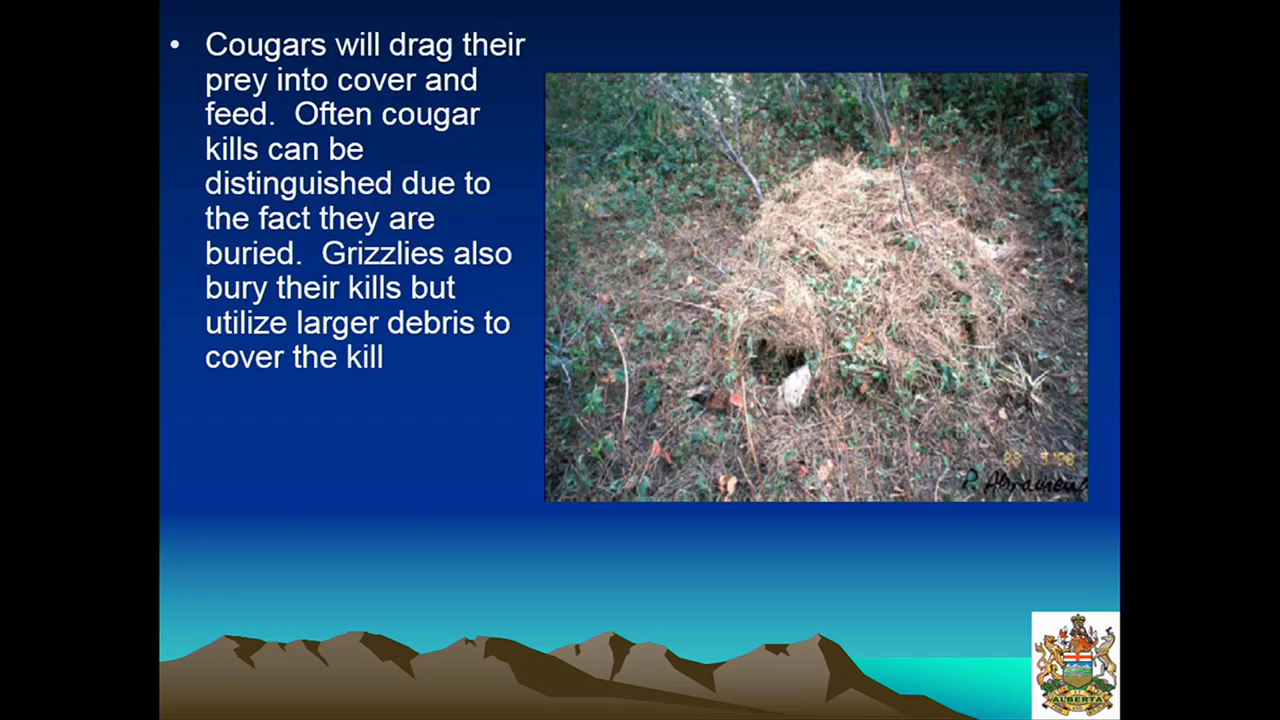 • Cougars will drag their
prey into cover and
feed.  Often cougar
kills can be
distinguished due to
the fact they are
buried.  Grizzlies also
bury their kills but
utilize larger debris to
cover the kill
ALBERTA